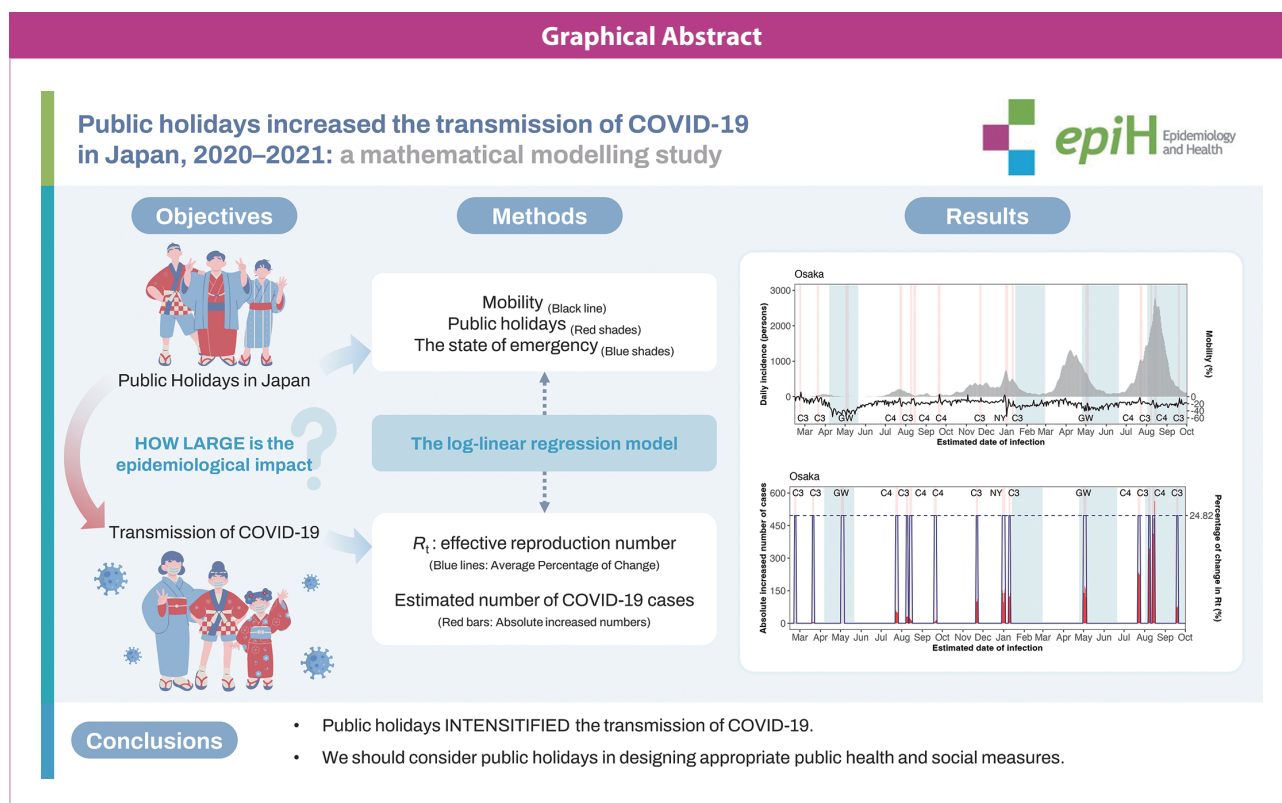 Graphical Abstract
Public holidays increased the transmission of COVID-19
in Japan, 2020–2021: a mathematical modelling study
epiH Epidemiology
and Health
Objectives
Public Holidays in Japan
HOW LARGE is the
epidemiological impact
?
Transmission of COVID-19
Methods
Mobility (Black line)
Public holidays (Red shades)
The state of emergency (Blue shades)
The log-linear regression model
Rt : effective reproduction number
(Blue lines: Average Percentage of Change)
Estimated number of COVID-19 cases
(Red bars: Absolute increased numbers)
Results
Osaka
Daily incidence (persons)
3000
2000
1000
0
Mobility (%)
0
-20
-40
-60
C3 C3 GW C4 C3 C4 C4 C3 NY C3 GW C4 C3 C4 C3
Mar Apr May Jun Jul Aug Sep Oct Nov Dec Jan Feb Mar Apr May Jun Jul Aug Sep Oct
Estimated date of infection
Osaka
Absolute increased number of cases
600
450
300
150
0
C3 C3 GW C4 C3 C4 C4 C3 NY C3 GW C4 C3 C4 C3
24.82
Percentage of change in Rt (%)
Mar Apr May Jun Jul Aug Sep Oct Nov Dec Jan Feb Mar Apr May Jun Jul Aug Sep Oct
Estimated date of infection
Conclusions
• Public holidays INTENSITIFIED the transmission of COVID-19.
• We should consider public holidays in designing appropriate public health and social measures.